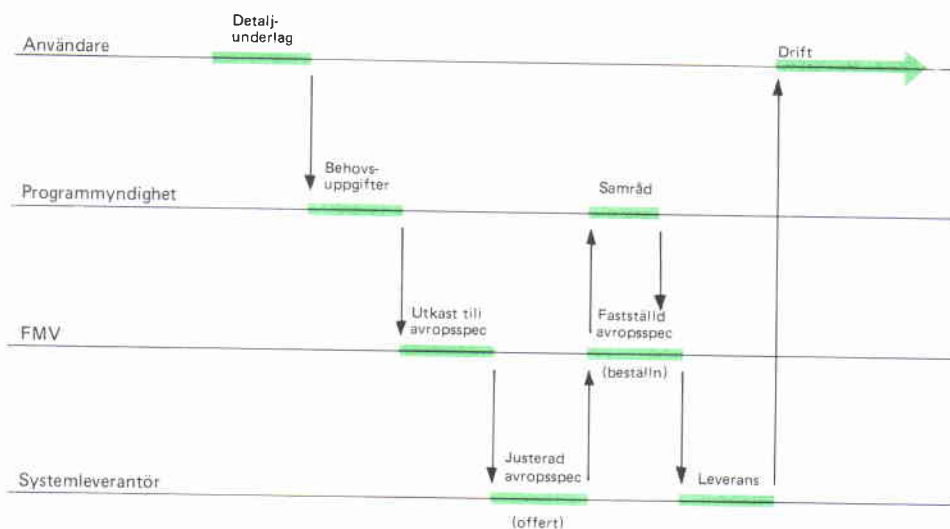 Detalj-
underlag
Användare
Drift
Behovs-
uppgifter
Programmyndighet
Samråd
Utkast till
avropsspec
Fastställd
avropsspec
FMV
(beställn)
Justerad
avropsspec
Leverans
Systemleverantör
(offert)